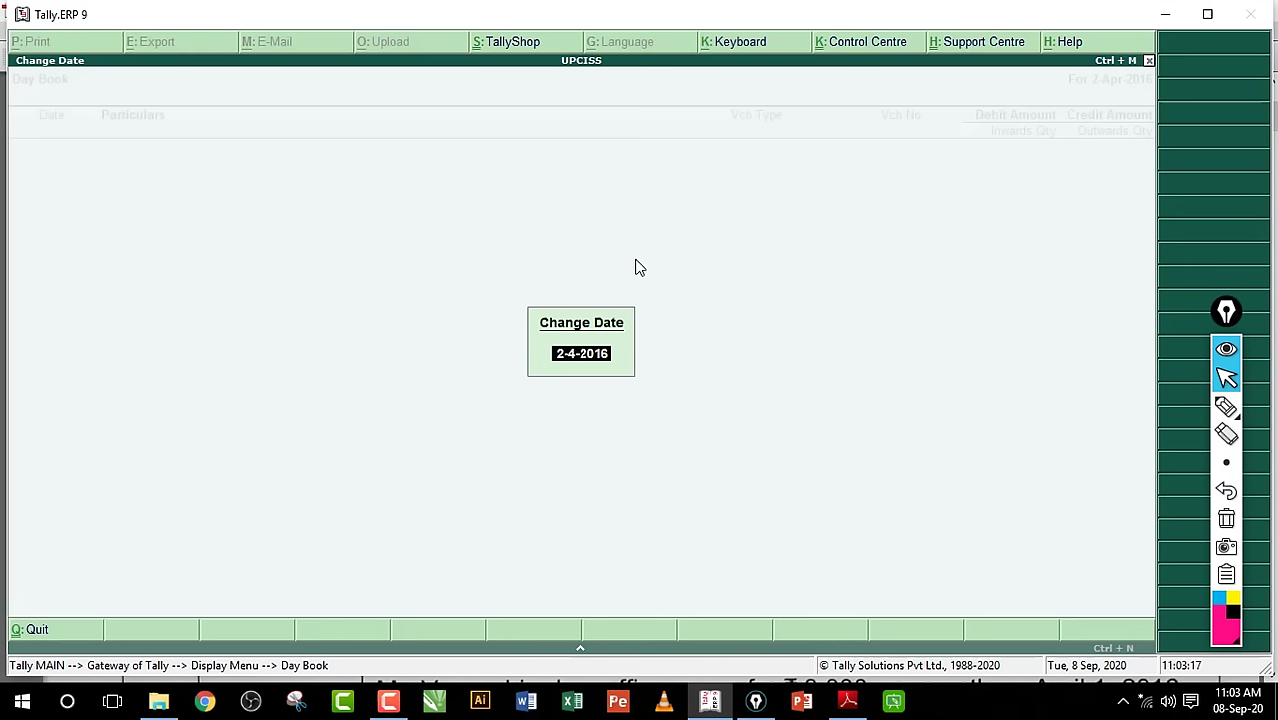 Tally.ERP 9
P: Print E: Export M: E-Mail O: Upload S: TallyShop G: Language K: Keyboard K: Control Centre H: Support Centre H: Help
Change Date UPCISS Ctrl + M
Day Book For 2-Apr-2016
Date Particulars Vch Type Vch No Debit Amount Credit Amount
Inwards Qty Outwards Qty
Change Date
2-4-2016
Q: Quit
Ctrl + N
Tally MAIN --> Gateway of Tally --> Display Menu --> Day Book © Tally Solutions Pvt Ltd., 1988-2020 Tue, 8 Sep, 2020 11:03:17
11:03 AM
08-Sep-20